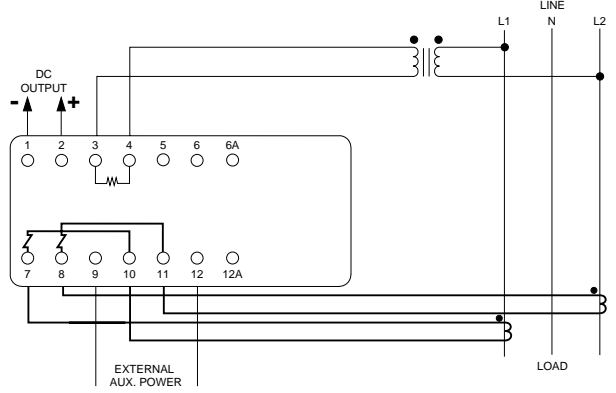 LINE
L1 N L2
DC
OUTPUT
- +
1 2 3 4 5 6 6A
7 8 9 10 11 12 12A
EXTERNAL
AUX. POWER
LOAD